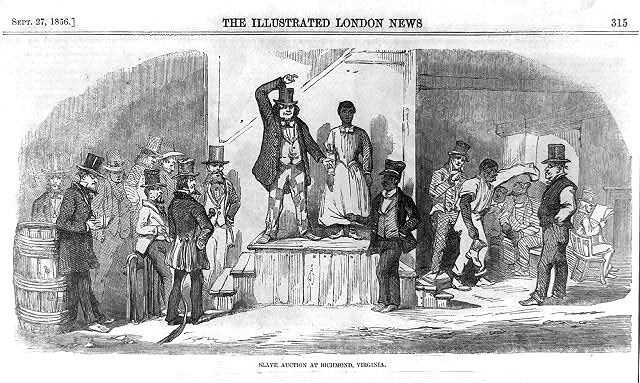 SEPT. 27, 1856.]
THE ILLUSTRATED LONDON NEWS
315
SLAVE AUCTION AT RICHMOND, VIRGINIA.